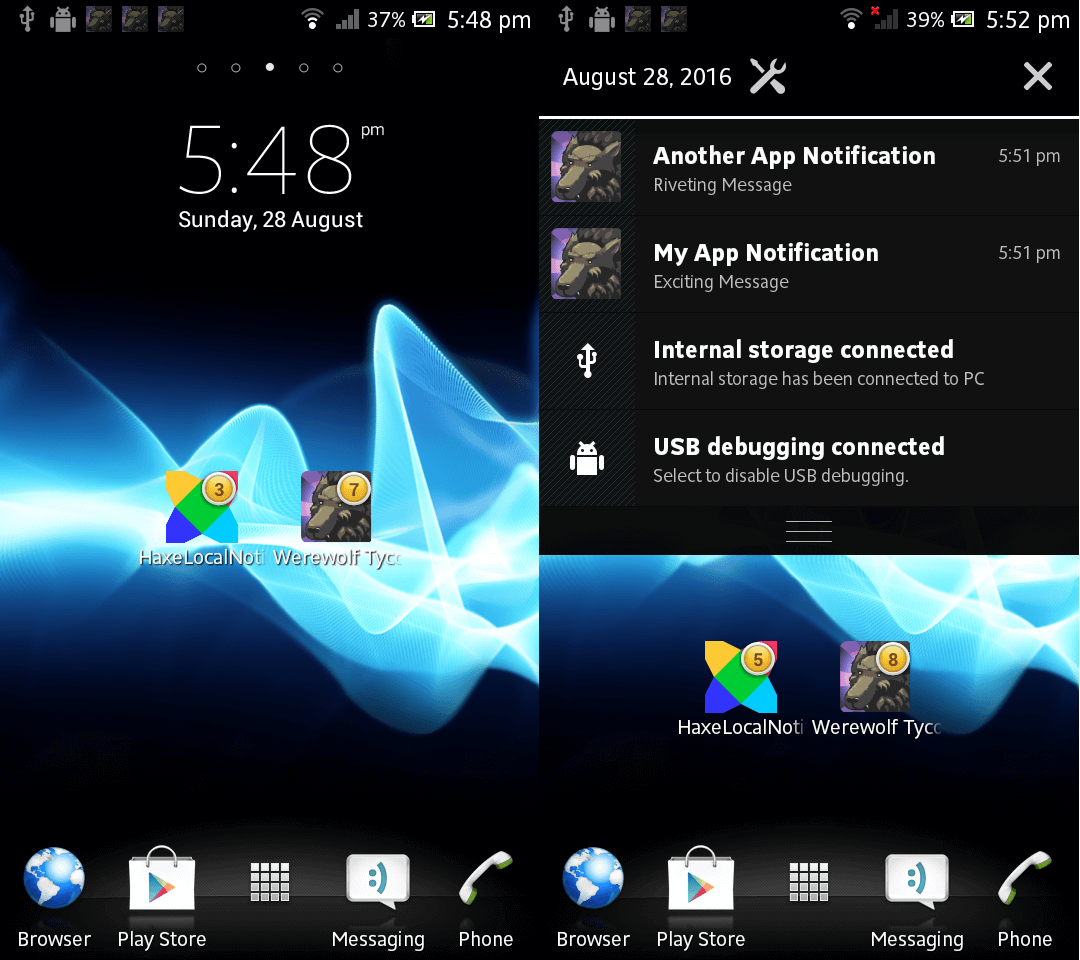 37% 5:48 pm
5:48 pm
Sunday, 28 August
3
7
HaxeLocalNoti Werewolf Tyco
Browser Play Store Messaging Phone
39% 5:52 pm
August 28, 2016
Another App Notification 5:51 pm
Riveting Message
My App Notification 5:51 pm
Exciting Message
Internal storage connected
Internal storage has been connected to PC
USB debugging connected
Select to disable USB debugging.
5
8
HaxeLocalNoti Werewolf Tyco
Browser Play Store Messaging Phone